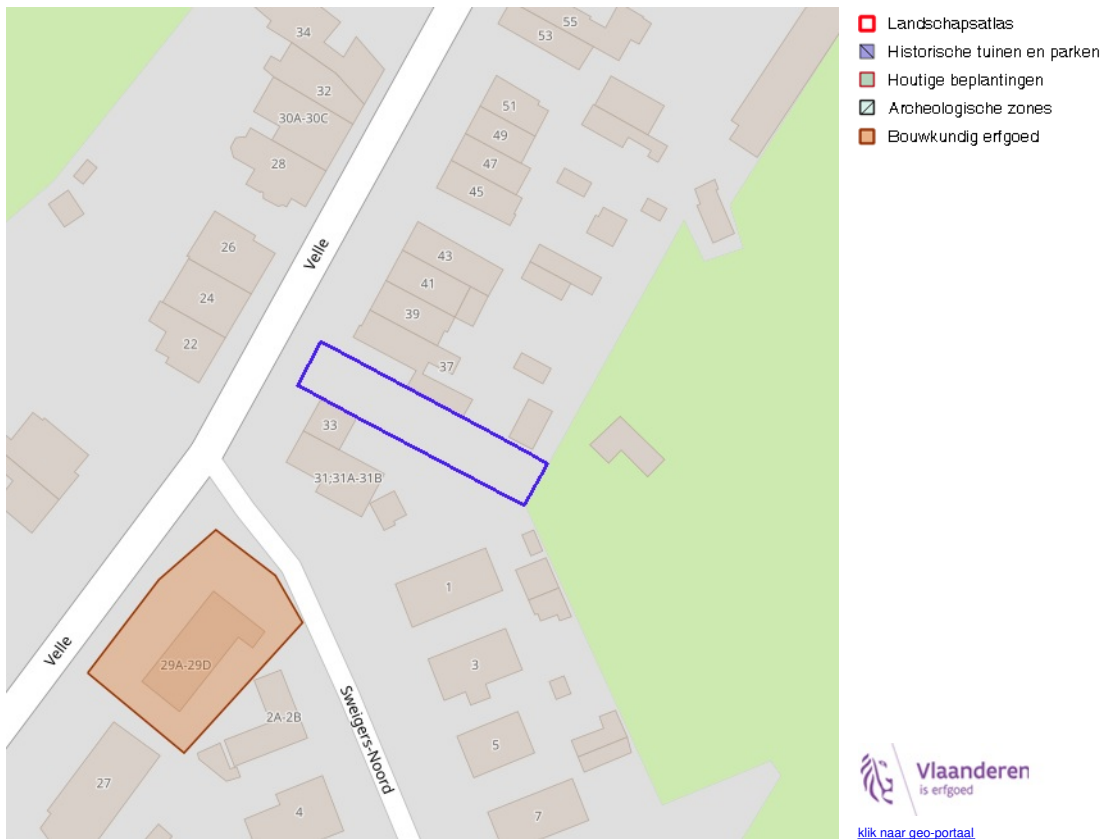 34
32
30A-30C
28
26
24
22
Velle
55
53
51
49
47
45
43
41
39
37
33
31;31A-31B
1
3
5
7
29A-29D
Velle
2A-2B
27
4
Sweigers-Noord
Landschapsatlas
Historische tuinen en parken
Houtige beplantingen
Archeologische zones
Bouwkundig erfgoed
Vlaanderen
is erfgoed
klik naar geo-portaal